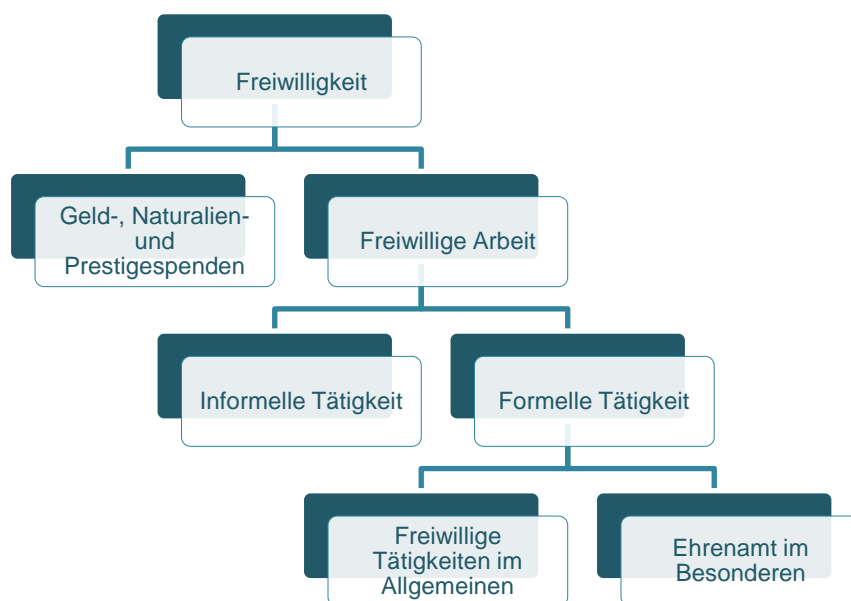 Freiwilligkeit
Geld-, Naturalien-
und
Prestigespenden
Freiwillige Arbeit
Informelle Tätigkeit
Formelle Tätigkeit
Freiwillige
Tätigkeiten im
Allgemeinen
Ehrenamt im
Besonderen